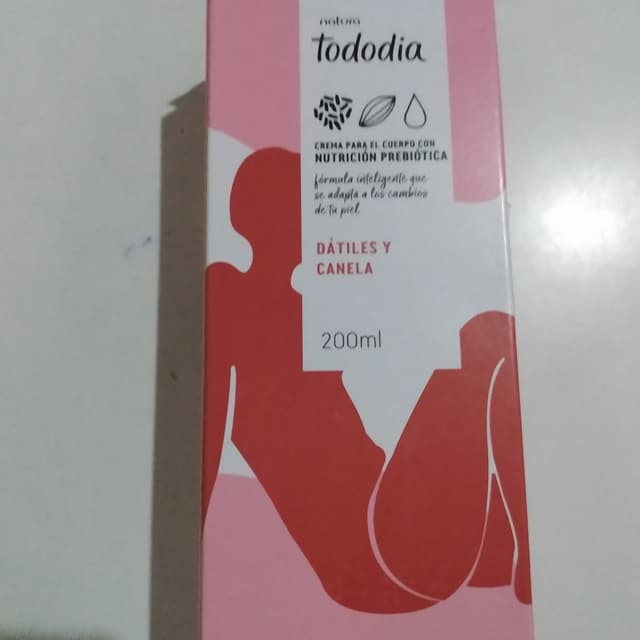 natura
tododia
CREMA PARA EL CUERPO CON
NUTRICIÓN PREBIÓTICA
fórmula inteligente que
se adapta a los cambios
de tu piel
DÁTILES Y
CANELA
200ml